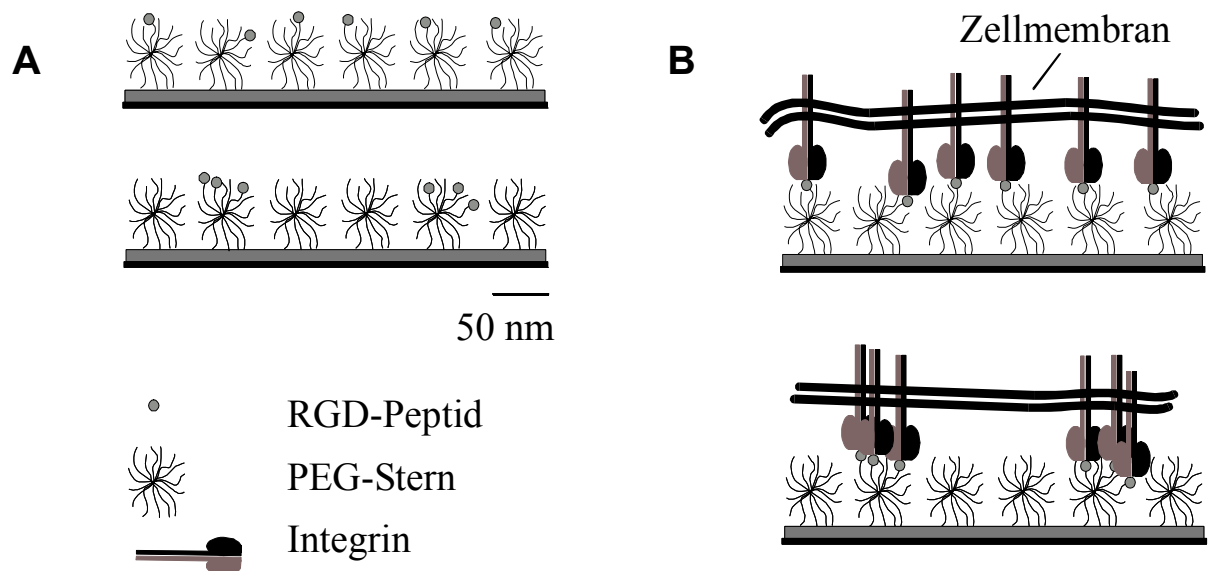 A
50 nm
RGD-Peptid
PEG-Stern
Integrin
B
Zellmembran